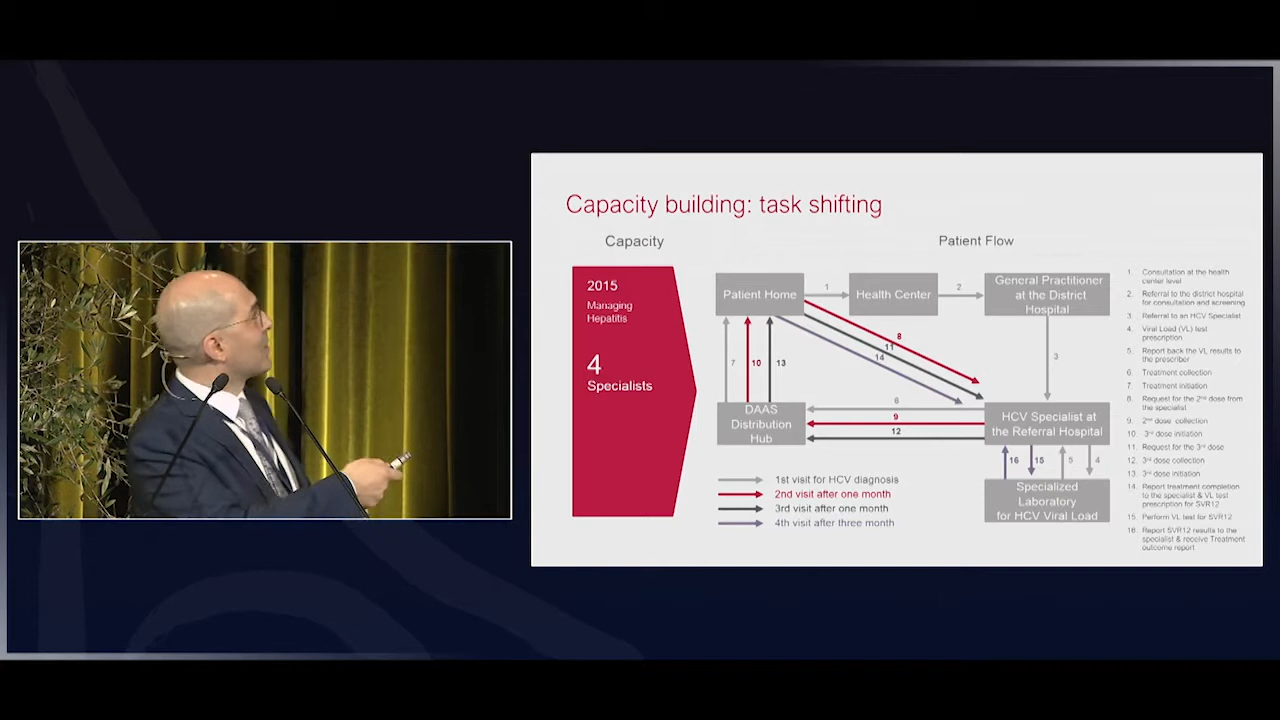 Capacity building: task shifting
Capacity
Patient Flow
2015
Managing
Hepatitis
4
Specialists
Patient Home
1
Health Center
2
General Practitioner
at the District
Hospital
8
11
14
3
7
10
13
DAAS
Distribution
Hub
6
9
12
HCV Specialist at
the Referral Hospital
16
15
5
4
Specialized
Laboratory
for HCV Viral Load
1st visit for HCV diagnosis
2nd visit after one month
3rd visit after one month
4th visit after three month
1. Consultation at the health
center level
2. Referral to the district hospital
for consultation and screening
3. Referral to an HCV Specialist
4. Viral Load (VL) test
prescription
5. Report back the VL results to
the prescriber
6. Treatment collection
7. Treatment initiation
8. Request for the 2nd dose from
the specialist
9. 2nd dose collection
10. 3rd dose initiation
11. Request for the 3rd dose
12. 3rd dose collection
13. 3rd dose initiation
14. Report treatment completion
to the specialist & VL test
prescription for SVR12
15. Perform VL test for SVR12
16. Report SVR12 results to the
specialist & receive Treatment
outcome report